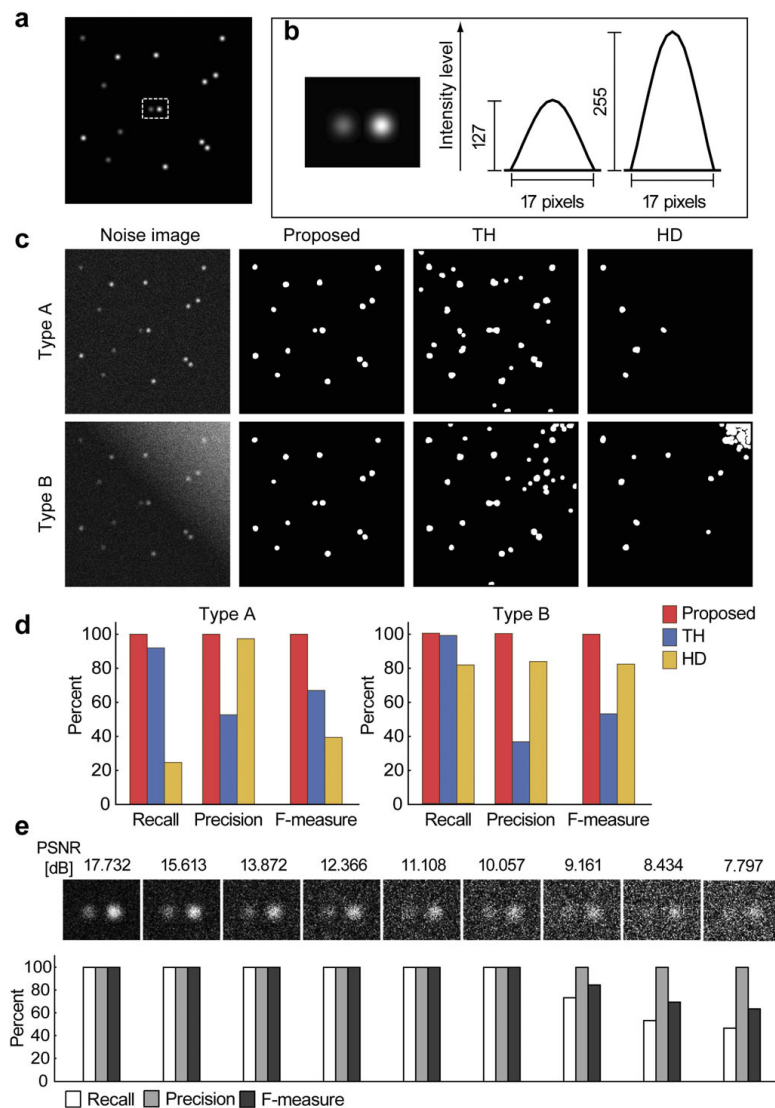 a
b
Intensity level
127
17 pixels
255
17 pixels
c
Noise image
Proposed
TH
HD
Type A
Type B
d
Type A
Percent
100
80
60
40
20
0
Recall
Precision
F-measure
Type B
Percent
100
80
60
40
20
0
Recall
Precision
F-measure
Proposed
TH
HD
e
PSNR
[dB]
17.732 15.613 13.872 12.366 11.108 10.057 9.161 8.434 7.797
Percent
100
80
60
40
20
0
Recall
Precision
F-measure